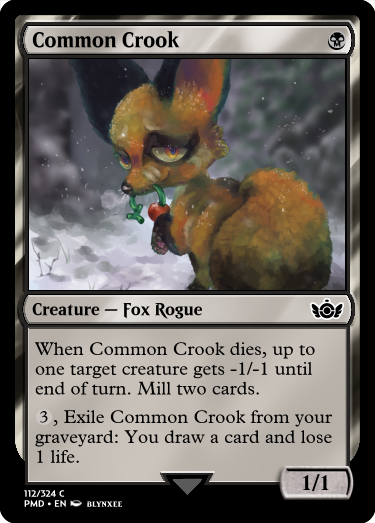 Common Crook
Creature — Fox Rogue
When Common Crook dies, up to
one target creature gets -1/-1 until
end of turn. Mill two cards.
3, Exile Common Crook from your
graveyard: You draw a card and lose
1 life.
1/1
112/324 C
PMD • EN BLYNXEE